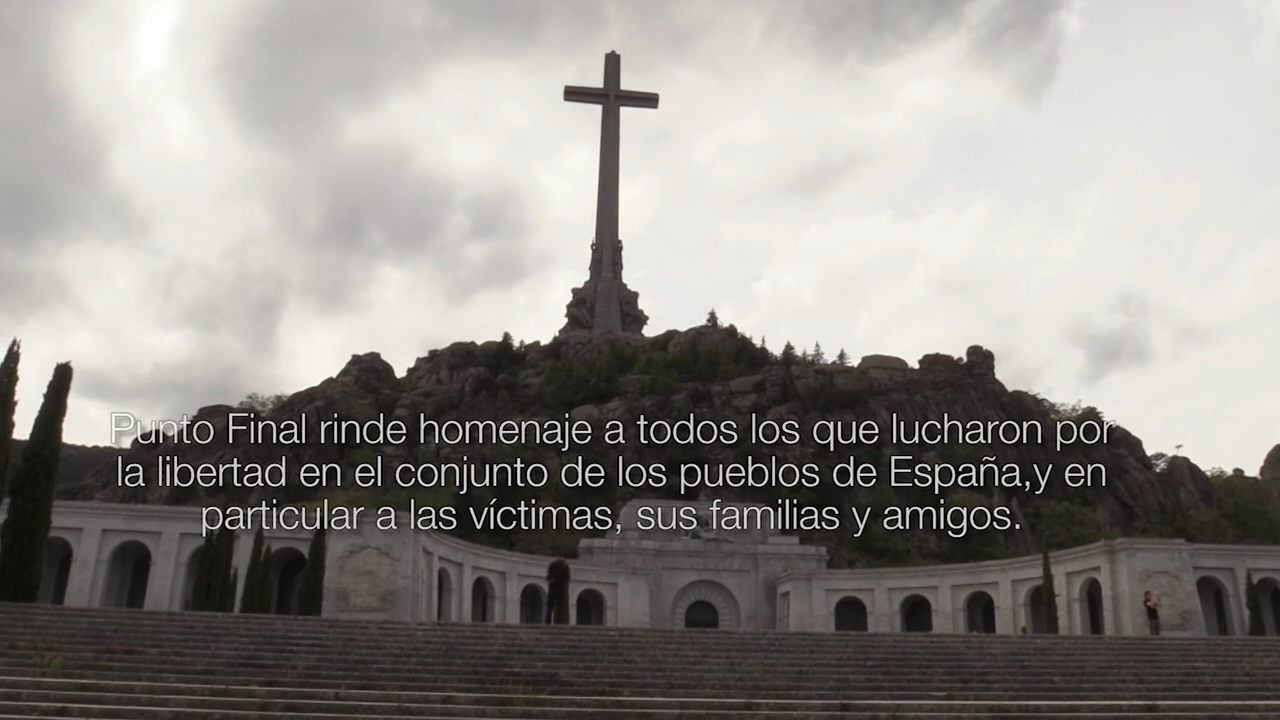 Punto Final rinde homenaje a todos los que lucharon por
la libertad en el conjunto de los pueblos de España,y en
particular a las víctimas, sus familias y amigos.